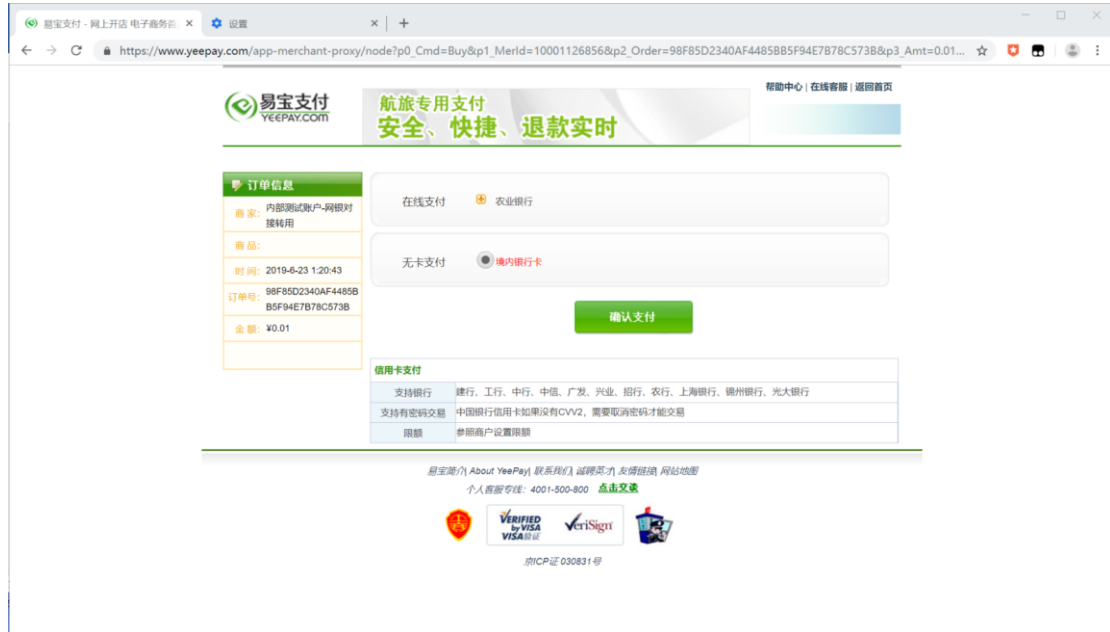 易宝支付 - 网上开店 电子商务首
设置
https://www.yeepay.com/app-merchant-proxy/node?p0_Cmd=Buy&p1_MerId=10001126856&p2_Order=98F85D2340AF4485BB5F94E7B78C573B&p3_Amt=0.01...
帮助中心 | 在线客服 | 返回首页
易宝支付
YEEPAY.COM
航旅专用支付
安全、快捷、退款实时
订单信息
商 家: 内部测试账户-网银对
接转用
商 品:
时 间: 2019-6-23 1:20:43
订单号: 98F85D2340AF4485B
B5F94E7B78C573B
金 额: ¥0.01
在线支付 农业银行
无卡支付 境内银行卡
确认支付
信用卡支付
支持银行 建行、工行、中行、中信、广发、兴业、招行、农行、上海银行、锦州银行、光大银行
支持有密码交易 中国银行信用卡如果没有CVV2，需要取消密码才能交易
限额 参照商户设置限额
易宝简介| About YeePay| 联系我们| 诚聘英才| 友情链接| 网站地图
个人客服专线: 4001-500-800 点击交谈
VERIFIED
by VISA
VISA验证
VeriSign
京ICP证 030831号